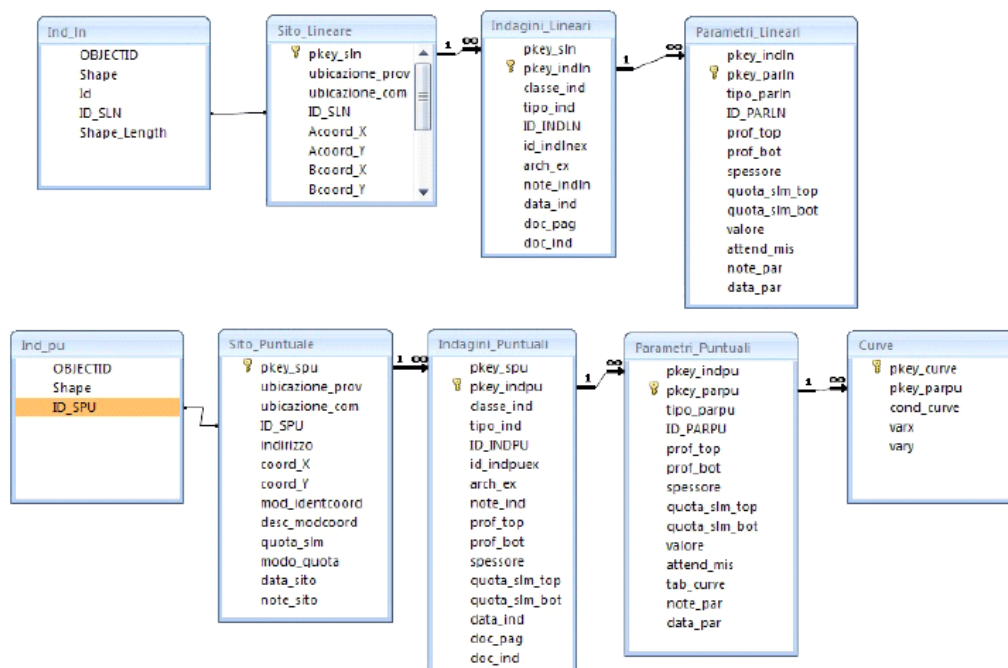 Ind_ln
OBJECTID
Shape
Id
ID_SLN
Shape_Length
Sito_Lineare
pkey_sln
ubicazione_prov
ubicazione_com
ID_SLN
Acoord_X
Acoord_Y
Bcoord_X
Bcoord_Y
1
∞
Indagini_Lineari
pkey_sln
pkey_indln
classe_ind
tipo_ind
ID_INDLN
id_indlnex
arch_ex
note_indln
data_ind
doc_pag
doc_ind
1
∞
Parametri_Lineari
pkey_indln
pkey_parln
tipo_parln
ID_PARLN
prof_top
prof_bot
spessore
quota_slm_top
quota_slm_bot
valore
attend_mis
note_par
data_par
Ind_pu
OBJECTID
Shape
ID_SPU
Sito_Puntuale
pkey_spu
ubicazione_prov
ubicazione_com
ID_SPU
indirizzo
coord_X
coord_Y
mod_identcoord
desc_modcoord
quota_slm
modo_quota
data_sito
note_sito
1 ∞
Indagini_Puntuali
pkey_spu
pkey_indpu
classe_ind
tipo_ind
ID_INDPU
id_indpuex
arch_ex
note_ind
prof_top
prof_bot
spessore
quota_slm_top
quota_slm_bot
data_ind
doc_pag
doc_ind
1
∞
Parametri_Puntuali
pkey_indpu
pkey_parpu
tipo_parpu
ID_PARPU
prof_top
prof_bot
spessore
quota_slm_top
quota_slm_bot
valore
attend_mis
tab_curve
note_par
data_par
1
∞
Curve
pkey_curve
pkey_parpu
cond_curve
varx
vary